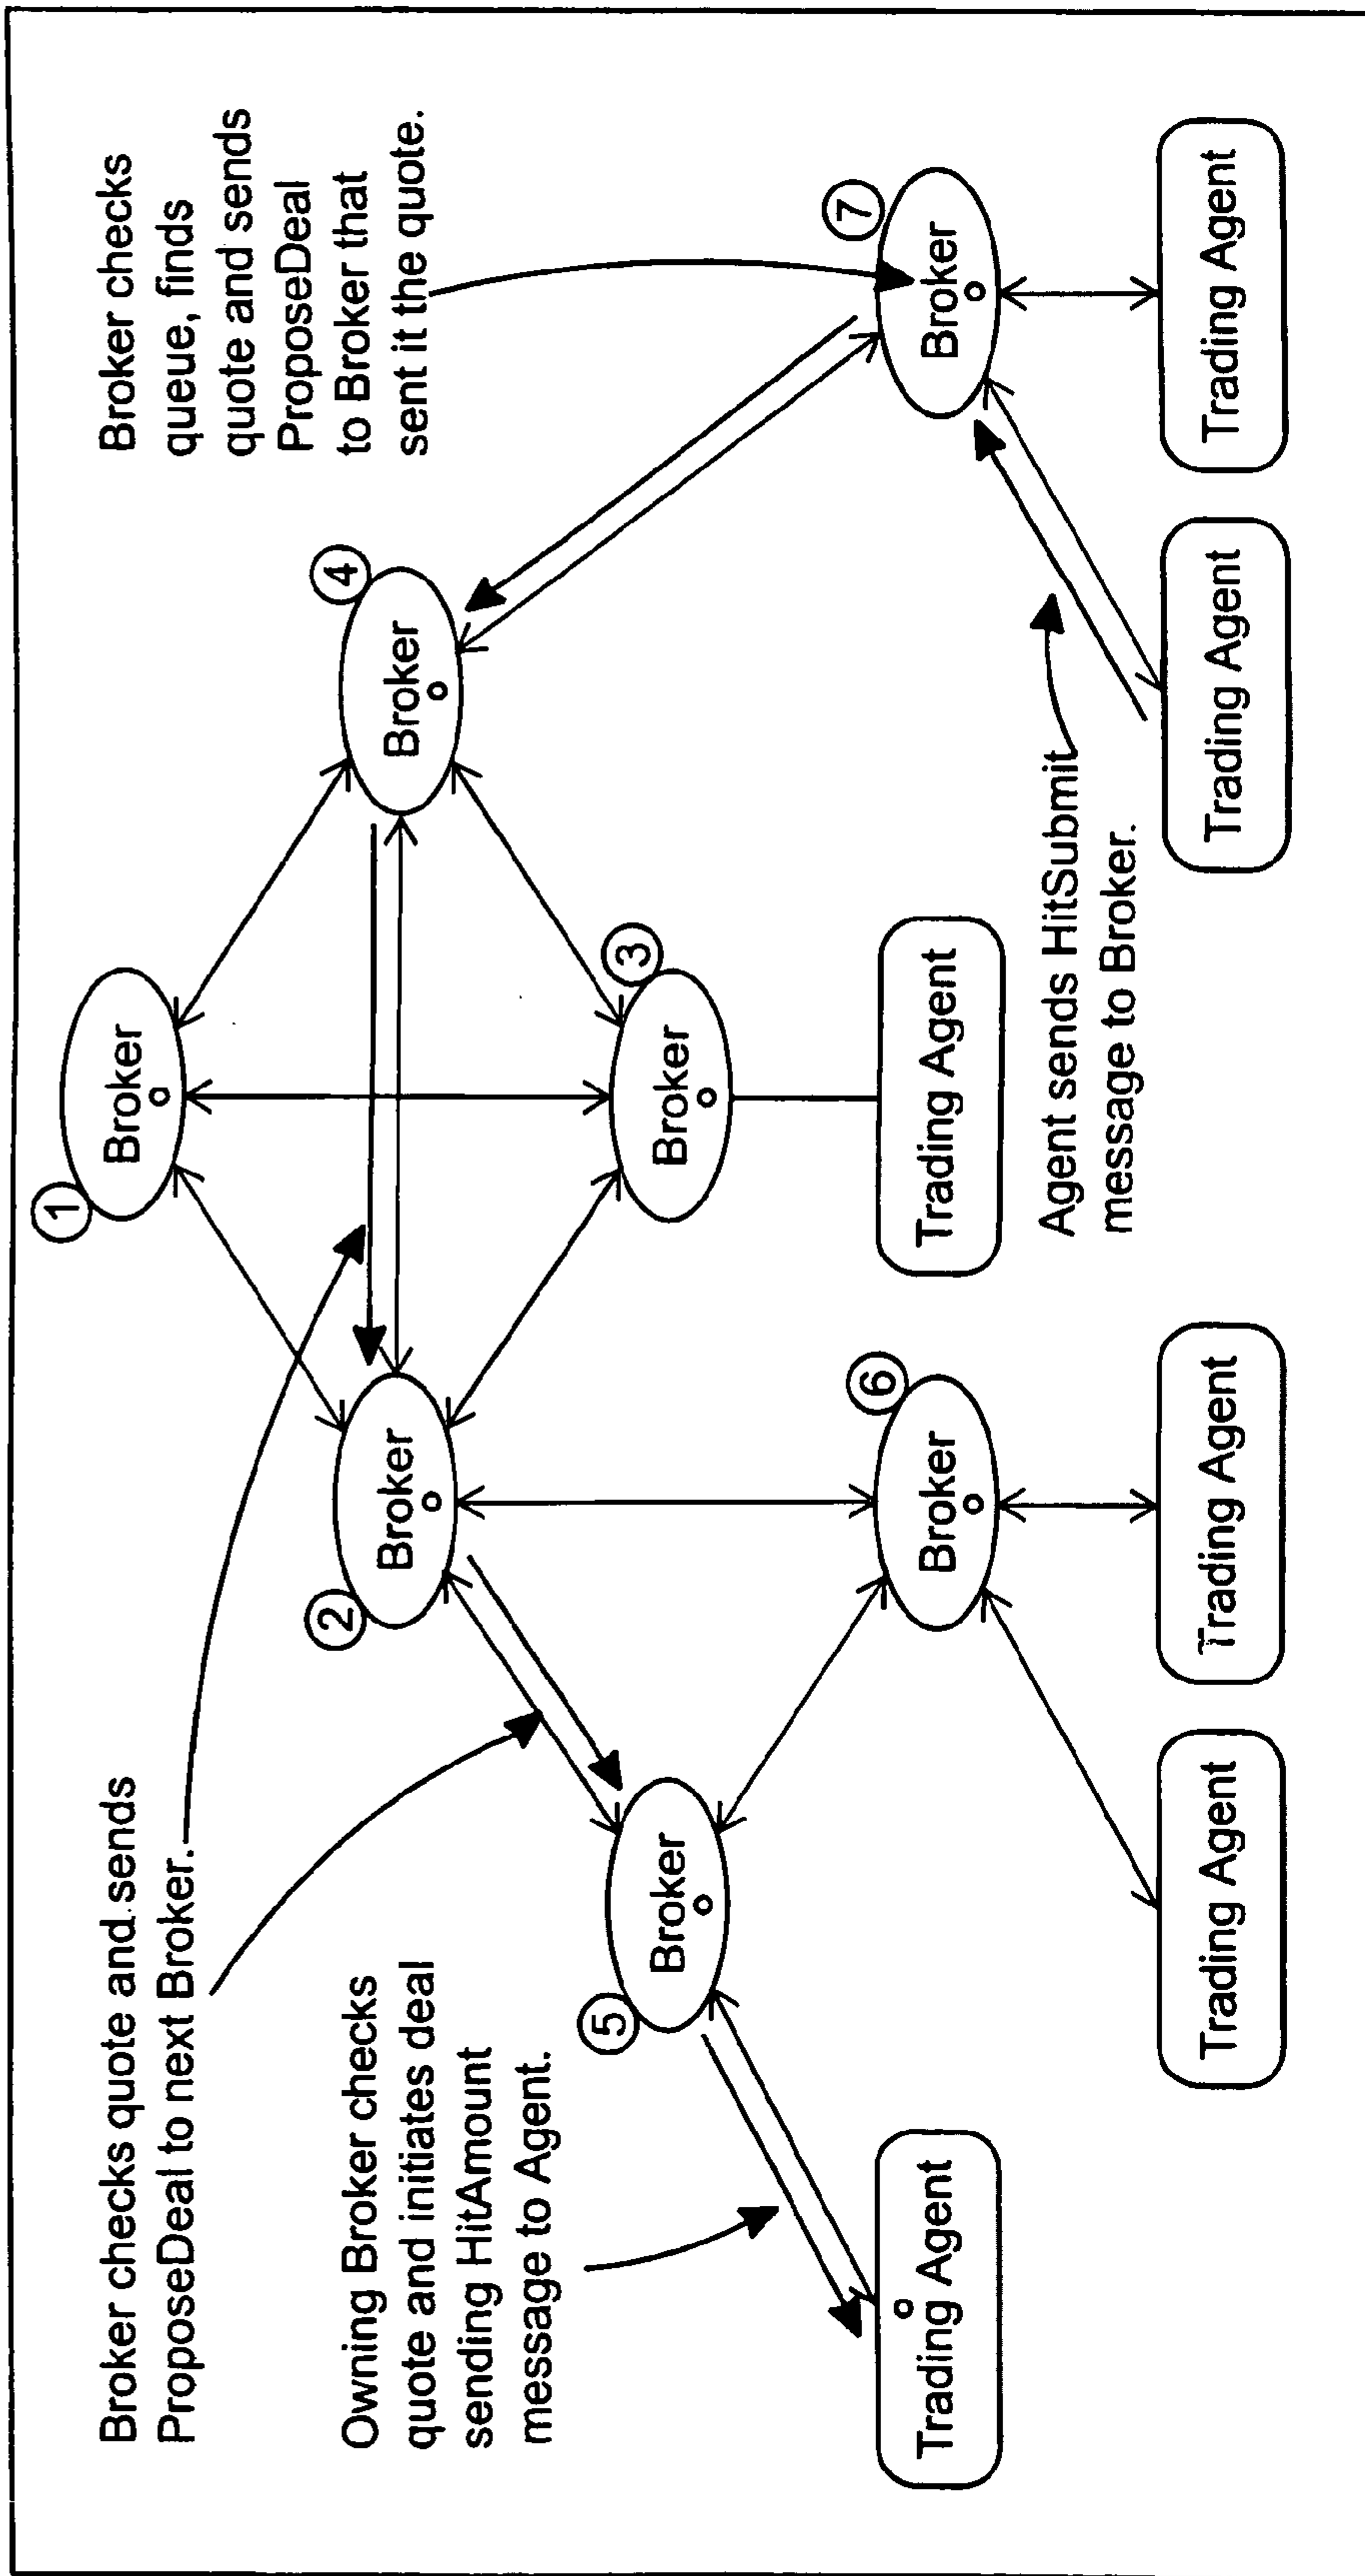 Broker checks quote and sends
ProposeDeal to next Broker.
Owning Broker checks
quote and initiates deal
sending HitAmount
message to Agent.
Broker checks
queue, finds
quote and sends
ProposeDeal
to Broker that
sent it the quote.
1
Broker
2
Broker
4
Broker
5
Broker
3
Broker
6
Broker
7
Broker
Trading Agent
Trading Agent
Agent sends HitSubmit
message to Broker.
Trading Agent
Trading Agent
Trading Agent
Trading Agent